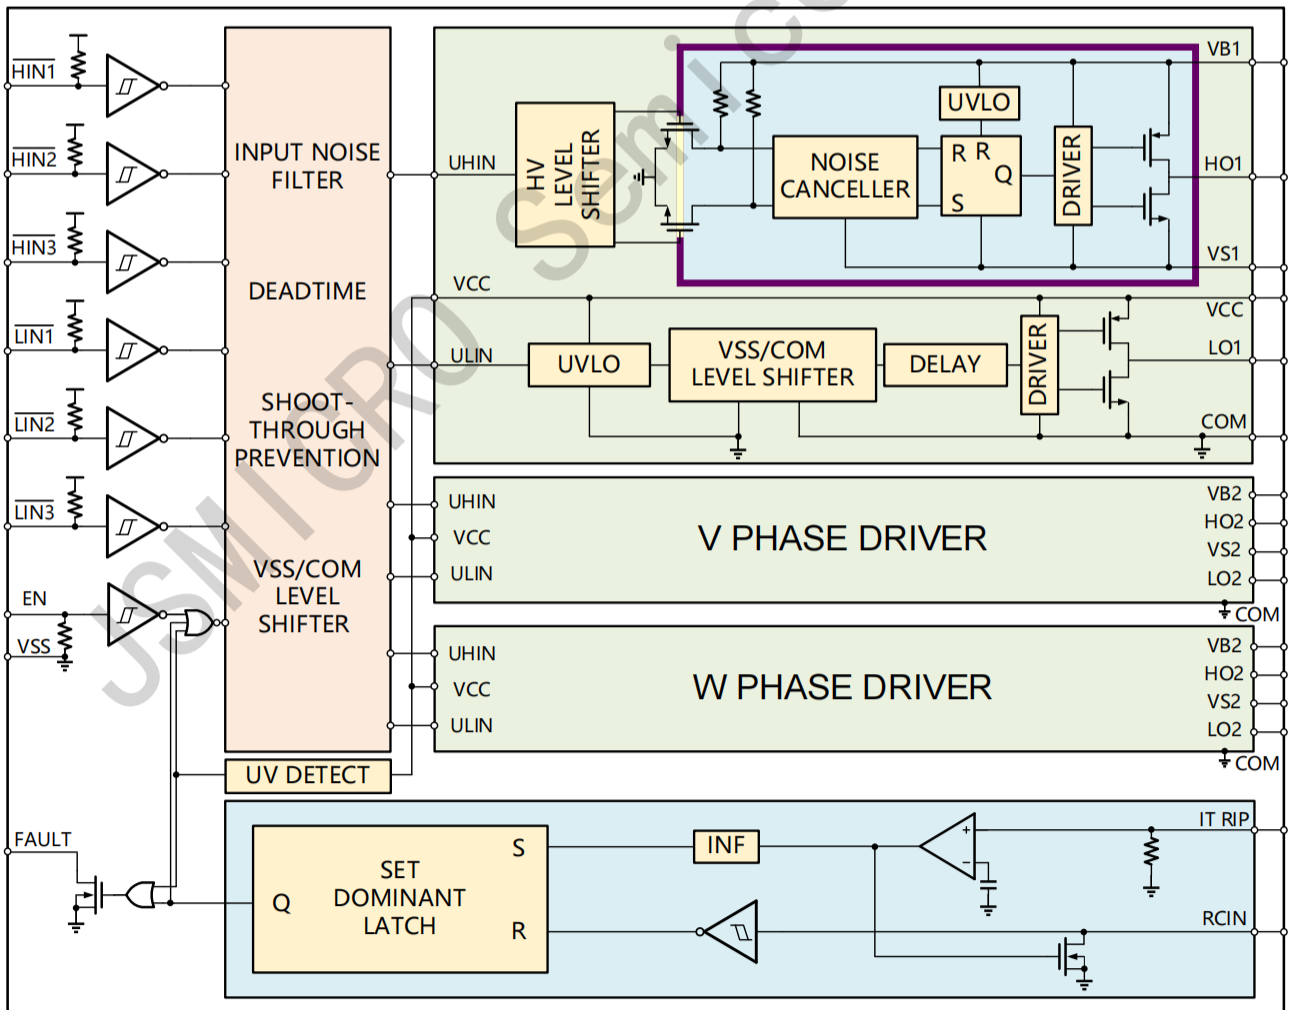 HIN1
HIN2
HIN3
LIN1
LIN2
LIN3
EN
VSS
FAULT
INPUT NOISE
FILTER
DEADTIME
SHOOT-
THROUGH
PREVENTION
VSS/COM
LEVEL
SHIFTER
UV DETECT
UHIN
HV
LEVEL
SHIFTER
NOISE
CANCELLER
UVLO
R R
Q
S
DRIVER
VB1
HO1
VS1
VCC
VCC
ULIN
UVLO
VSS/COM
LEVEL SHIFTER
DELAY
DRIVER
LO1
COM
UHIN
VCC
ULIN
V PHASE DRIVER
VB2
HO2
VS2
LO2
COM
UHIN
VCC
ULIN
W PHASE DRIVER
VB2
HO2
VS2
LO2
COM
SET
DOMINANT
LATCH
Q
S
R
INF
+
−
IT RIP
RCIN
JSMICRO Semico